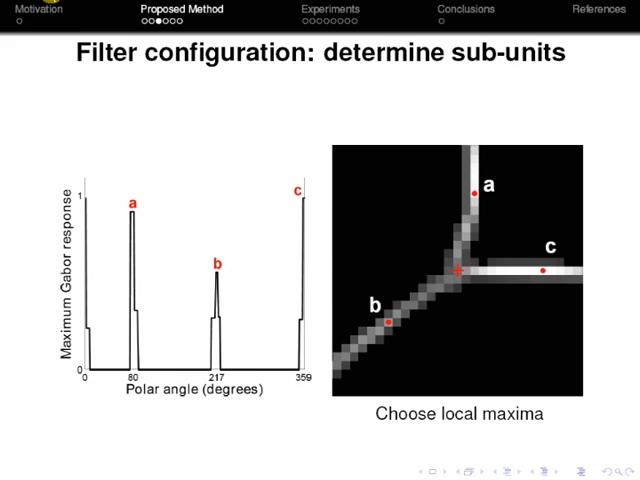 Motivation Proposed Method Experiments Conclusions References
Filter configuration: determine sub-units
Maximum Gabor response
1
0
a
b
c
0 80 217 359
Polar angle (degrees)
a
c
b
Choose local maxima